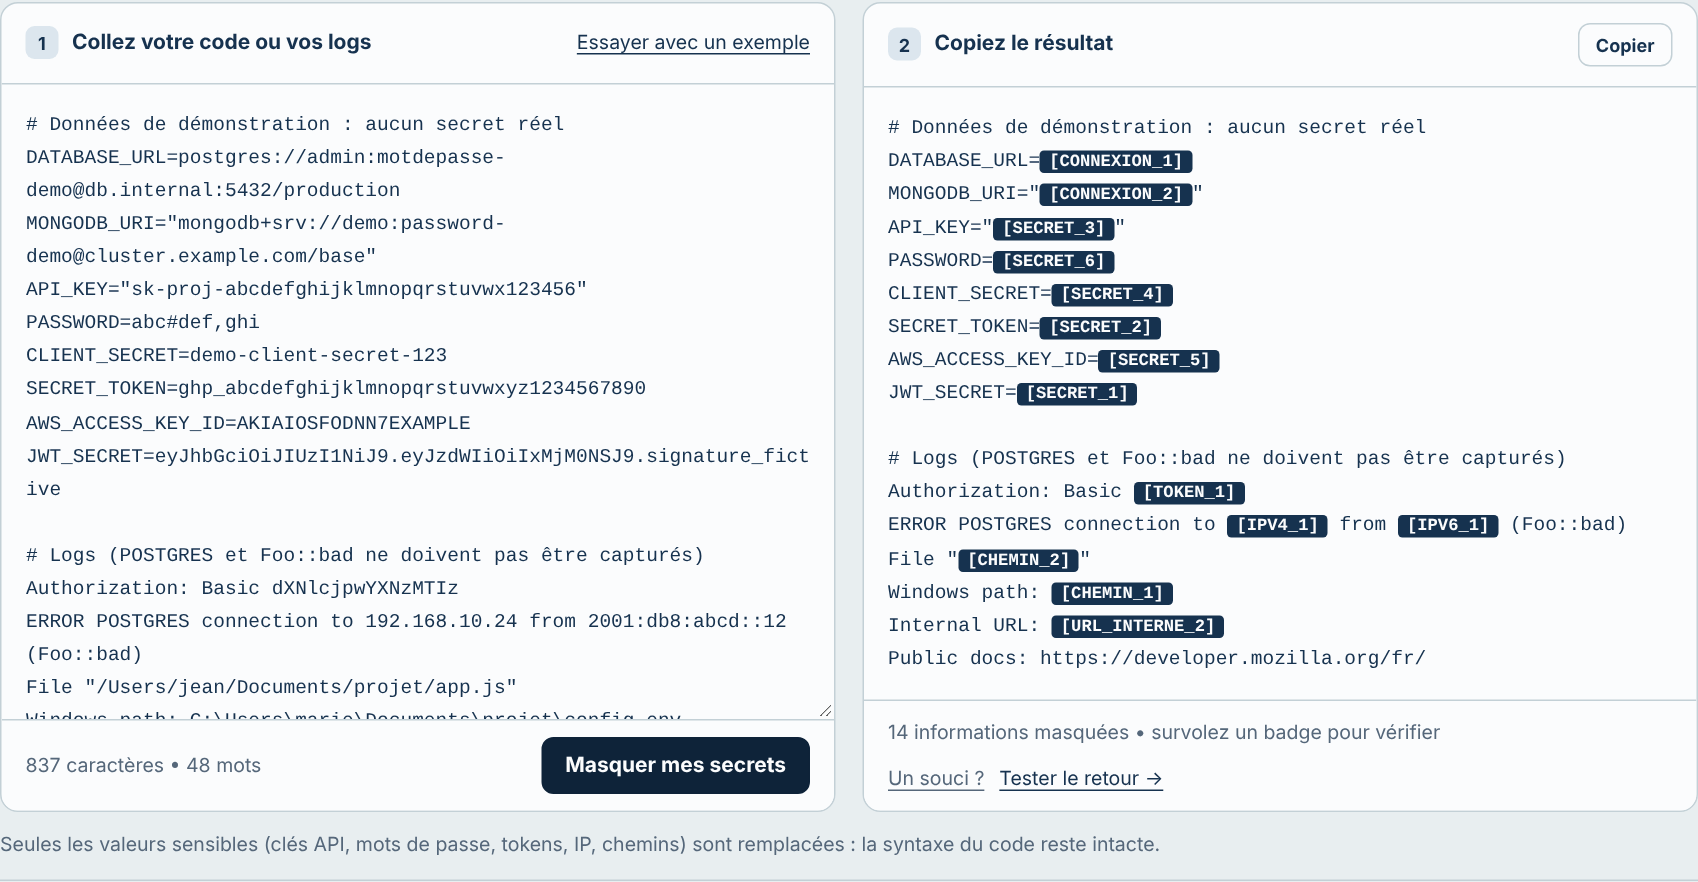 1 Collez votre code ou vos logs
Essayer avec un exemple
# Données de démonstration : aucun secret réel
DATABASE_URL=postgres://admin:motdepasse-
demo@db.internal:5432/production
MONGODB_URI="mongodb+srv://demo:password-
demo@cluster.example.com/base"
API_KEY="sk-proj-abcdefghijklmnopqrstuvwx123456"
PASSWORD=abc#def,ghi
CLIENT_SECRET=demo-client-secret-123
SECRET_TOKEN=ghp_abcdefghijklmnopqrstuvwxyz1234567890
AWS_ACCESS_KEY_ID=AKIAIOSFODNN7EXAMPLE
JWT_SECRET=eyJhbGciOiJIUzI1NiJ9.eyJzdWIiOiIxMjM0NSJ9.signature_fict
ive
# Logs (POSTGRES et Foo::bad ne doivent pas être capturés)
Authorization: Basic dXNlcjpwYXNzMTIz
ERROR POSTGRES connection to 192.168.10.24 from 2001:db8:abcd::12
(Foo::bad)
File "/Users/jean/Documents/projet/app.js"
Windows path: C:\Users\marie\Documents\projet\config.env
837 caractères • 48 mots
Masquer mes secrets
2 Copiez le résultat
Copier
# Données de démonstration : aucun secret réel
DATABASE_URL=[CONNEXION_1]
MONGODB_URI="[CONNEXION_2]"
API_KEY="[SECRET_3]"
PASSWORD=[SECRET_6]
CLIENT_SECRET=[SECRET_4]
SECRET_TOKEN=[SECRET_2]
AWS_ACCESS_KEY_ID=[SECRET_5]
JWT_SECRET=[SECRET_1]
# Logs (POSTGRES et Foo::bad ne doivent pas être capturés)
Authorization: Basic [TOKEN_1]
ERROR POSTGRES connection to [IPV4_1] from [IPV6_1] (Foo::bad)
File "[CHEMIN_2]"
Windows path: [CHEMIN_1]
Internal URL: [URL_INTERNE_2]
Public docs: https://developer.mozilla.org/fr/
14 informations masquées • survolez un badge pour vérifier
Un souci ? Tester le retour →
Seules les valeurs sensibles (clés API, mots de passe, tokens, IP, chemins) sont remplacées : la syntaxe du code reste intacte.